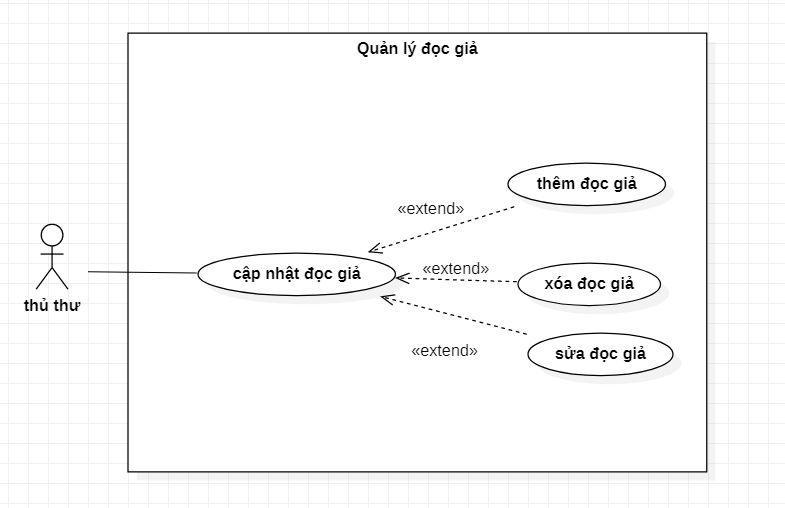 Quản lý đọc giả
thêm đọc giả
«extend»
cập nhật đọc giả
«extend»
xóa đọc giả
thủ thư
«extend»
sửa đọc giả